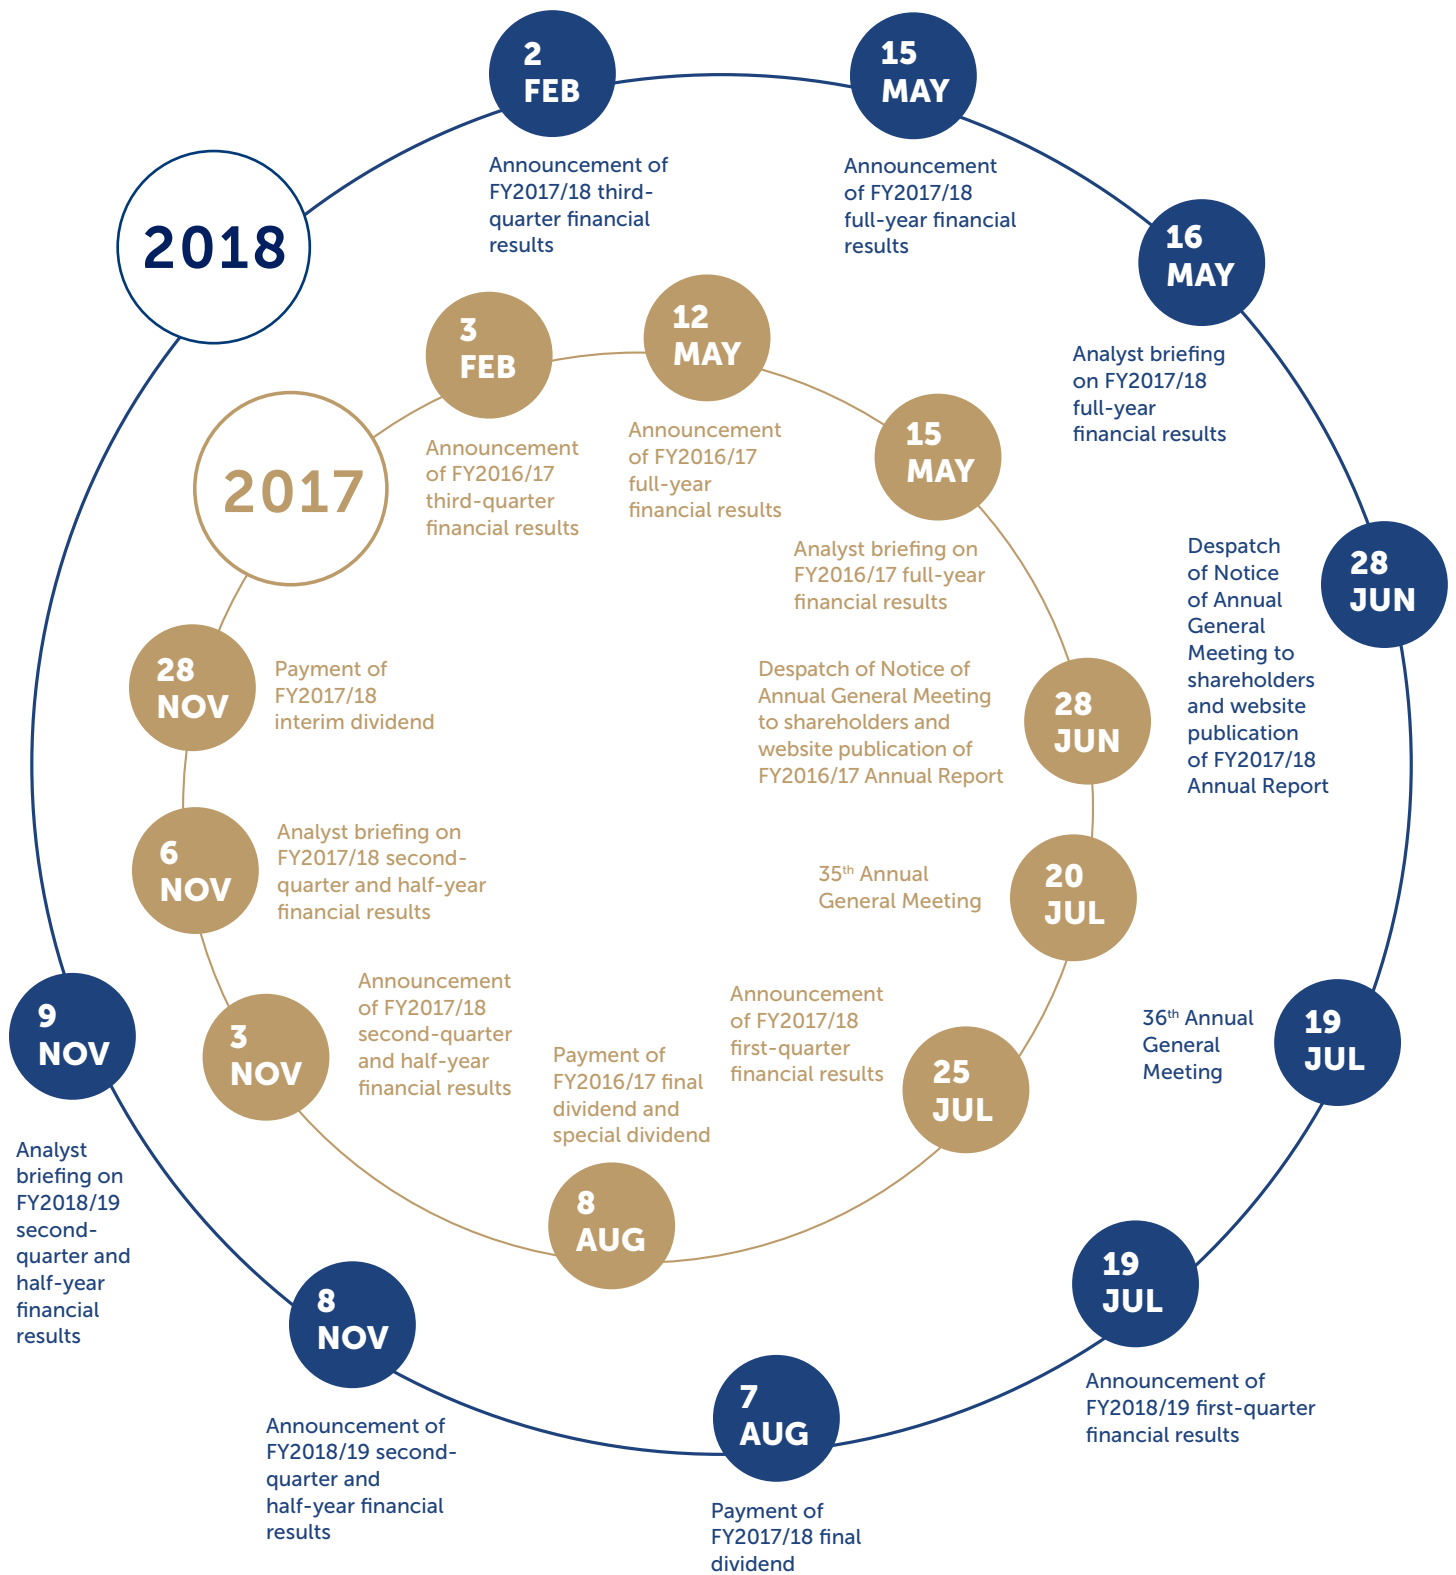 2018
2
FEB
Announcement of
FY2017/18 third-
quarter financial
results
15
MAY
Announcement
of FY2017/18
full-year financial
results
16
MAY
Analyst briefing
on FY2017/18
full-year
financial results
28
JUN
Despatch
of Notice
of Annual
General
Meeting to
shareholders
and website
publication
of FY2017/18
Annual Report
19
JUL
36th Annual
General
Meeting
19
JUL
Announcement of
FY2018/19 first-quarter
financial results
7
AUG
Payment of
FY2017/18 final
dividend
8
NOV
Announcement of
FY2018/19 second-
quarter and
half-year financial
results
9
NOV
Analyst
briefing on
FY2018/19
second-
quarter and
half-year
financial
results
2017
3
FEB
Announcement
of FY2016/17
third-quarter
financial results
12
MAY
Announcement
of FY2016/17
full-year
financial results
15
MAY
Analyst briefing on
FY2016/17 full-year
financial results
28
JUN
Despatch of Notice of
Annual General Meeting
to shareholders and
website publication of
FY2016/17 Annual Report
20
JUL
35th Annual
General Meeting
25
JUL
Announcement
of FY2017/18
first-quarter
financial results
8
AUG
Payment of
FY2016/17 final
dividend and
special dividend
3
NOV
Announcement
of FY2017/18
second-quarter
and half-year
financial results
6
NOV
Analyst briefing on
FY2017/18 second-
quarter and half-year
financial results
28
NOV
Payment of
FY2017/18
interim dividend